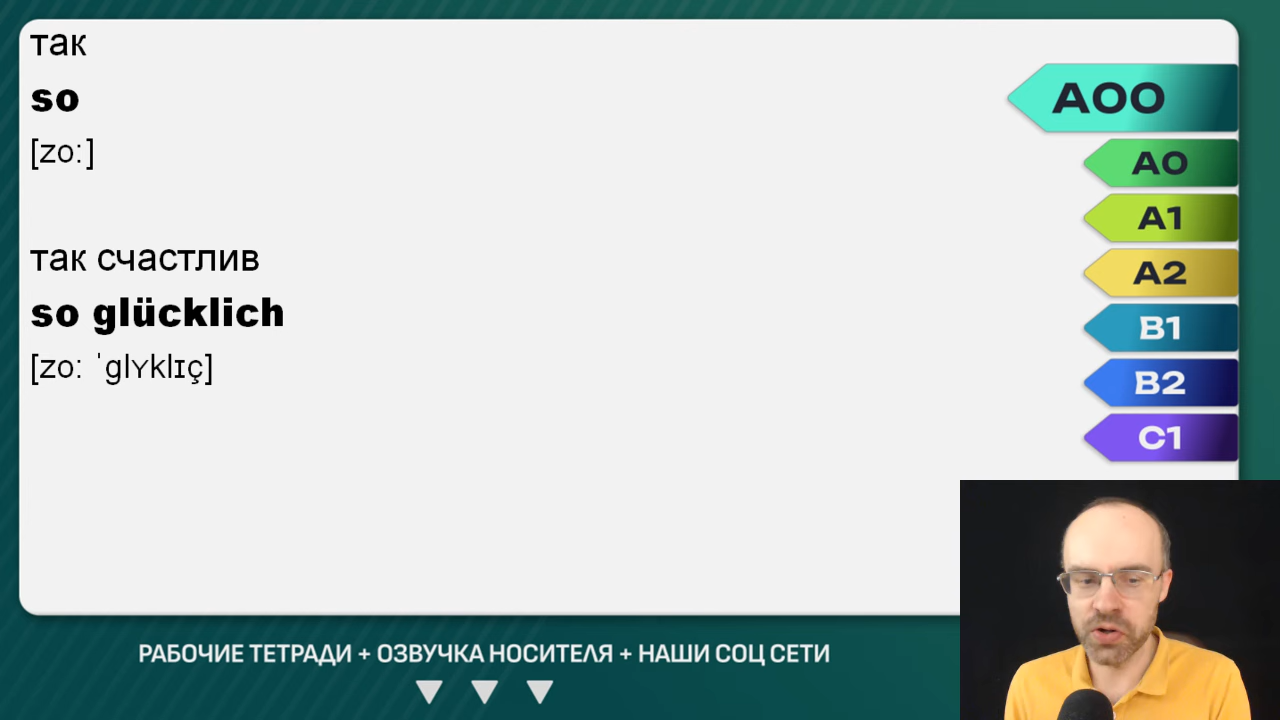 так
so
[zoː]
так счастлив
so glücklich
[zoː ˈglʏklɪç]
A00
A0
A1
A2
B1
B2
C1
РАБОЧИЕ ТЕТРАДИ + ОЗВУЧКА НОСИТЕЛЯ + НАШИ СОЦ СЕТИ